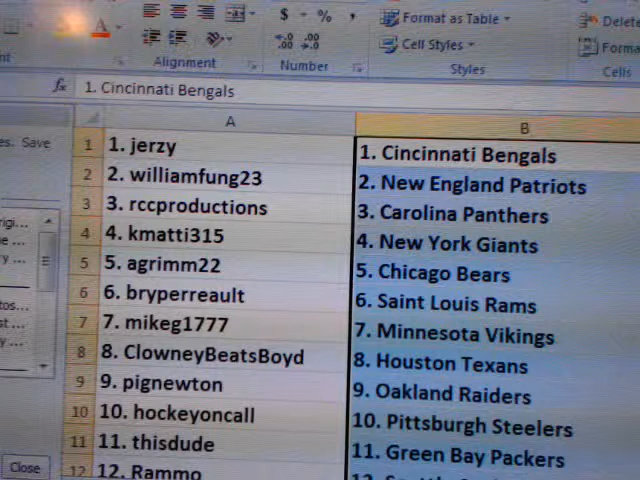 $ - % ,
Format as Table
Delete
Cell Styles
Forma
Alignment
Number
Styles
Cells
fx 1. Cincinnati Bengals
es. Save
A B
1 1. jerzy 1. Cincinnati Bengals
2 2. williamfung23 2. New England Patriots
3 3. rccproductions 3. Carolina Panthers
4 4. kmatti315 4. New York Giants
5 5. agrimm22 5. Chicago Bears
6 6. bryperreault 6. Saint Louis Rams
7 7. mikeg1777 7. Minnesota Vikings
8 8. ClowneyBeatsBoyd 8. Houston Texans
9 9. pignewton 9. Oakland Raiders
10 10. hockeyoncall 10. Pittsburgh Steelers
11 11. thisdude 11. Green Bay Packers
12 12. Rammo
Close